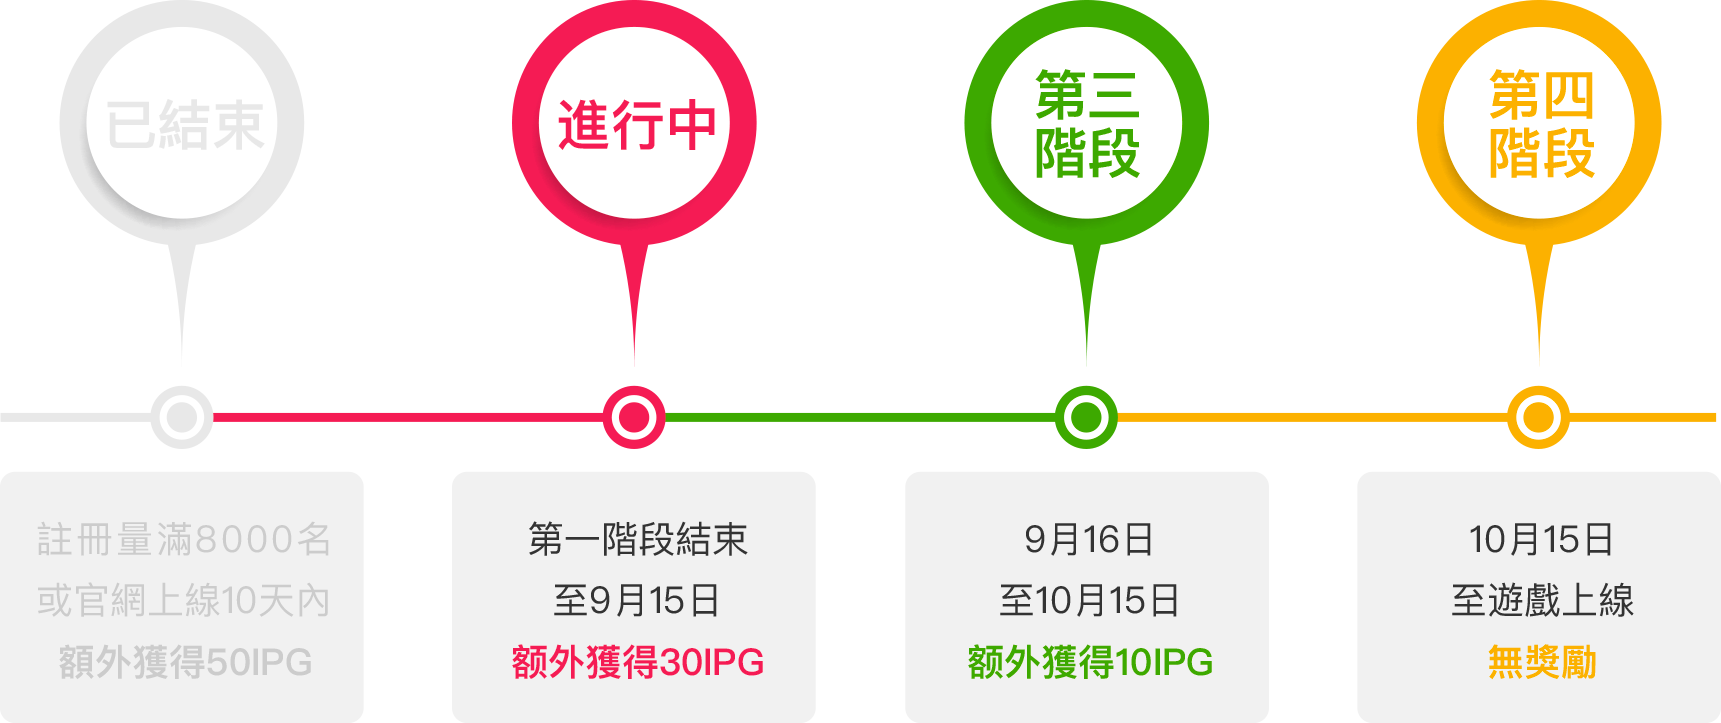 已結束
進行中
第三
階段
第四
階段
註冊量滿8000名
或官網上線10天內
額外獲得50IPG
第一階段結束
至9月15日
额外獲得30IPG
9月16日
至10月15日
额外獲得10IPG
10月15日
至遊戲上線
無獎勵